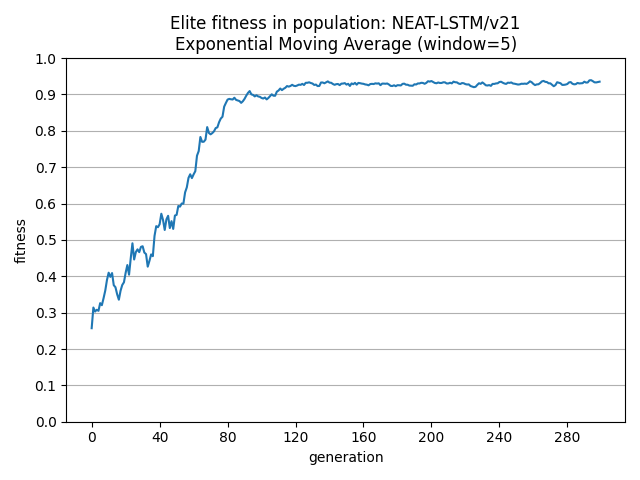 Elite fitness in population: NEAT-LSTM/v21
Exponential Moving Average (window=5)
1.0
0.9
0.8
0.7
0.6
0.5
0.4
0.3
0.2
0.1
0.0
fitness
0 40 80 120 160 200 240 280
generation